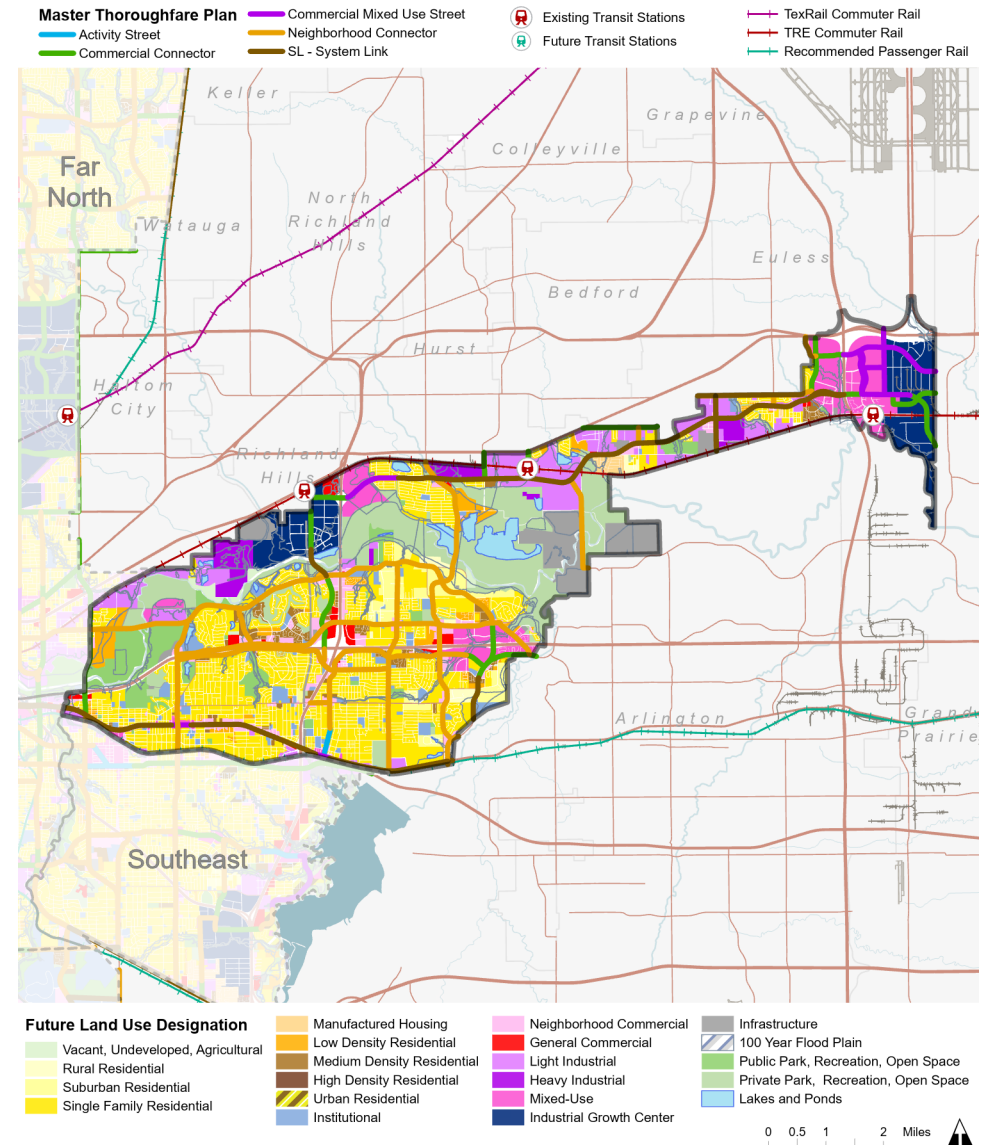 Master Thoroughfare Plan
Activity Street
Commercial Connector
Commercial Mixed Use Street
Neighborhood Connector
SL - System Link
Existing Transit Stations
Future Transit Stations
TexRail Commuter Rail
TRE Commuter Rail
Recommended Passenger Rail
Keller
Grapevine
Colleyville
Far
North
North
Richland
Hills
Watauga
Euless
Bedford
Hurst
Haltom
City
Richland
Hills
Arlington
Grand
Prairie
Southeast
Future Land Use Designation
Vacant, Undeveloped, Agricultural
Rural Residential
Suburban Residential
Single Family Residential
Manufactured Housing
Low Density Residential
Medium Density Residential
High Density Residential
Urban Residential
Institutional
Neighborhood Commercial
General Commercial
Light Industrial
Heavy Industrial
Mixed-Use
Industrial Growth Center
Infrastructure
100 Year Flood Plain
Public Park, Recreation, Open Space
Private Park, Recreation, Open Space
Lakes and Ponds
0 0.5 1 2 Miles